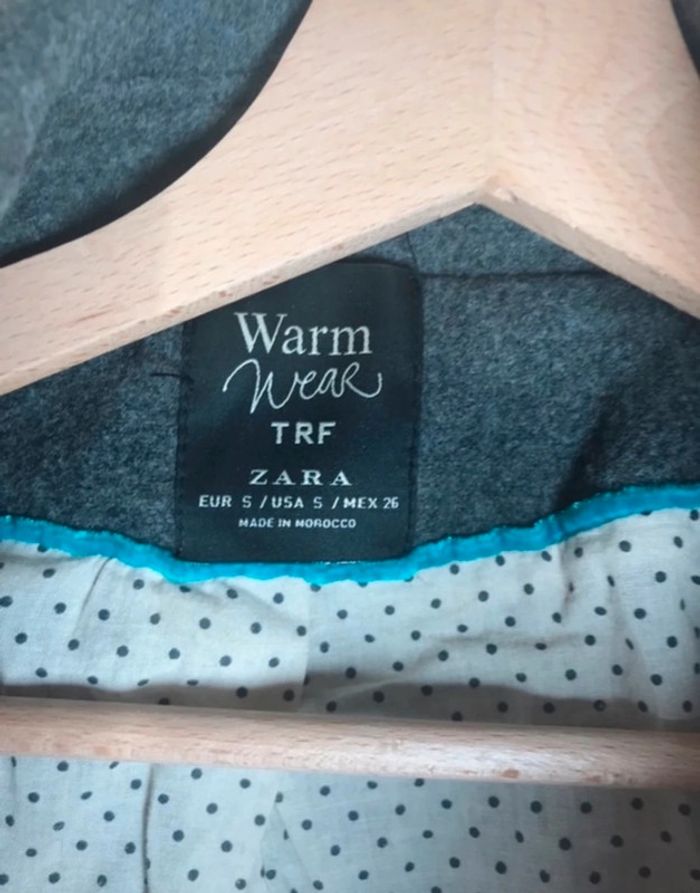 Warm
Wear
TRF
ZARA
EUR S / USA S / MEX 26
MADE IN MOROCCO